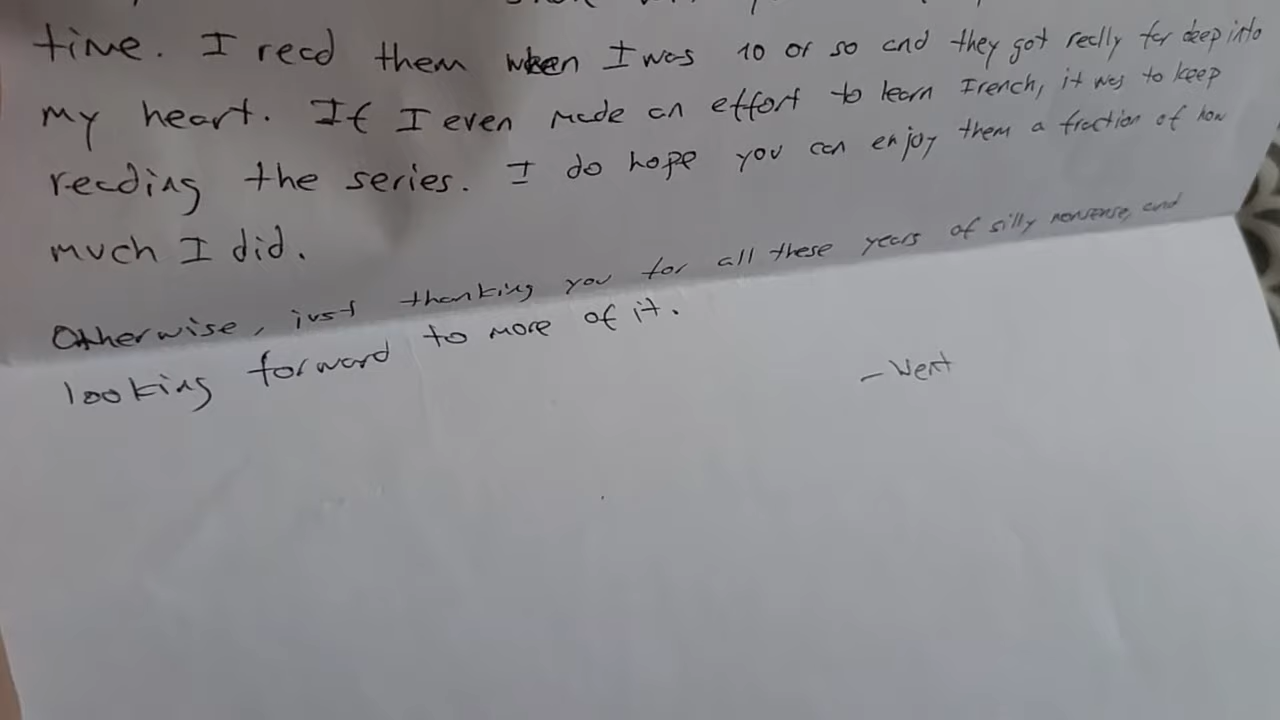 time. I read them when I was 10 or so and they got really far deep into
my heart. If I even made an effort to learn French, it was to keep
reading the series. I do hope you can enjoy them a fraction of how
much I did.
Otherwise, just thanking you for all these years of silly nonsense, and
looking forward to more of it.